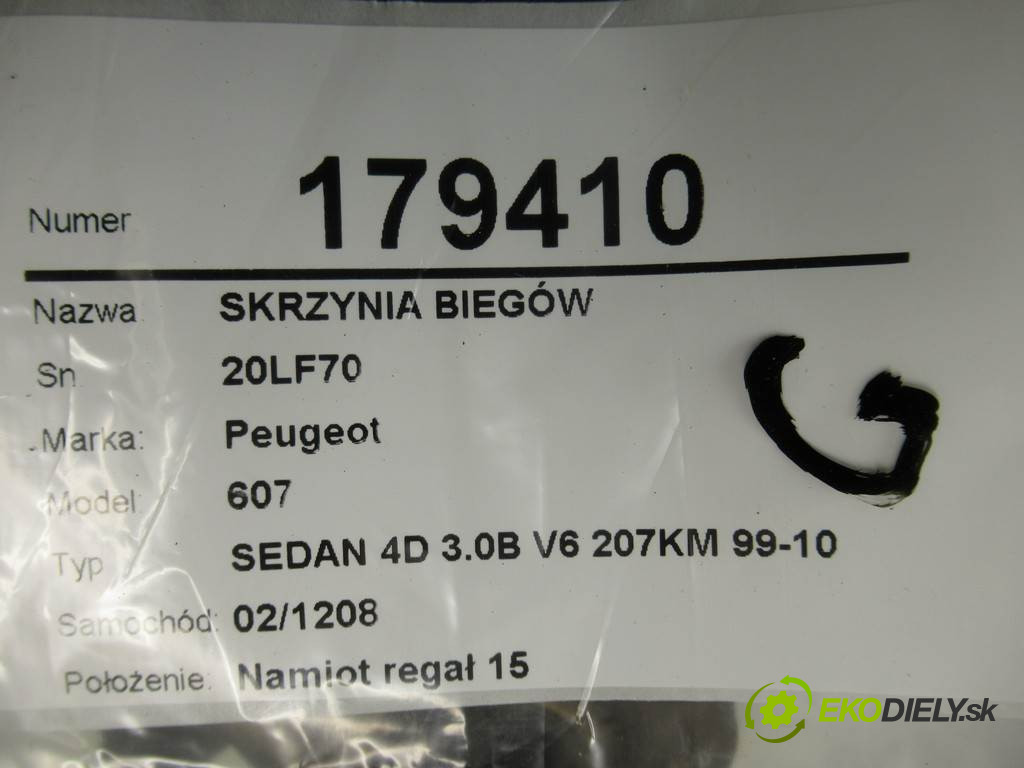 Numer 179410
Nazwa SKRZYNIA BIEGÓW
Sn 20LF70
Marka: Peugeot
Model: 607
Typ SEDAN 4D 3.0B V6 207KM 99-10
Samochód: 02/1208
Położenie: Namiot regał 15
G
EKODIELY.sk